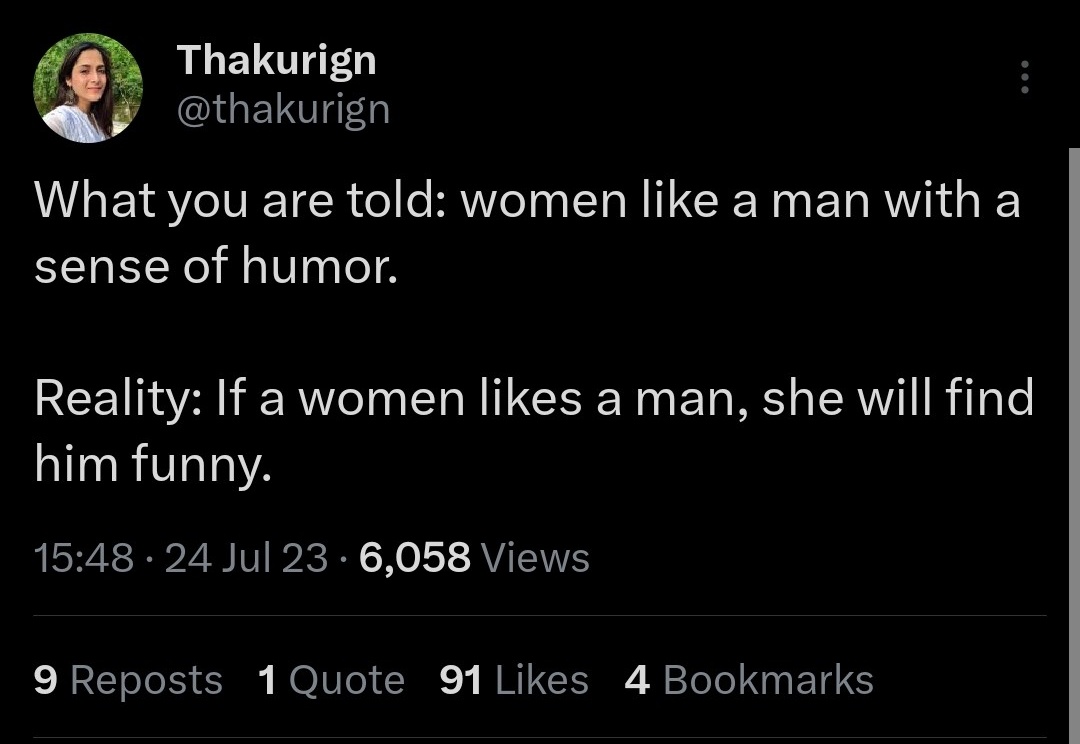 Thakurign
@thakurign
What you are told: women like a man with a
sense of humor.
Reality: If a women likes a man, she will find
him funny.
15:48 · 24 Jul 23 · 6,058 Views
9 Reposts 1 Quote 91 Likes 4 Bookmarks